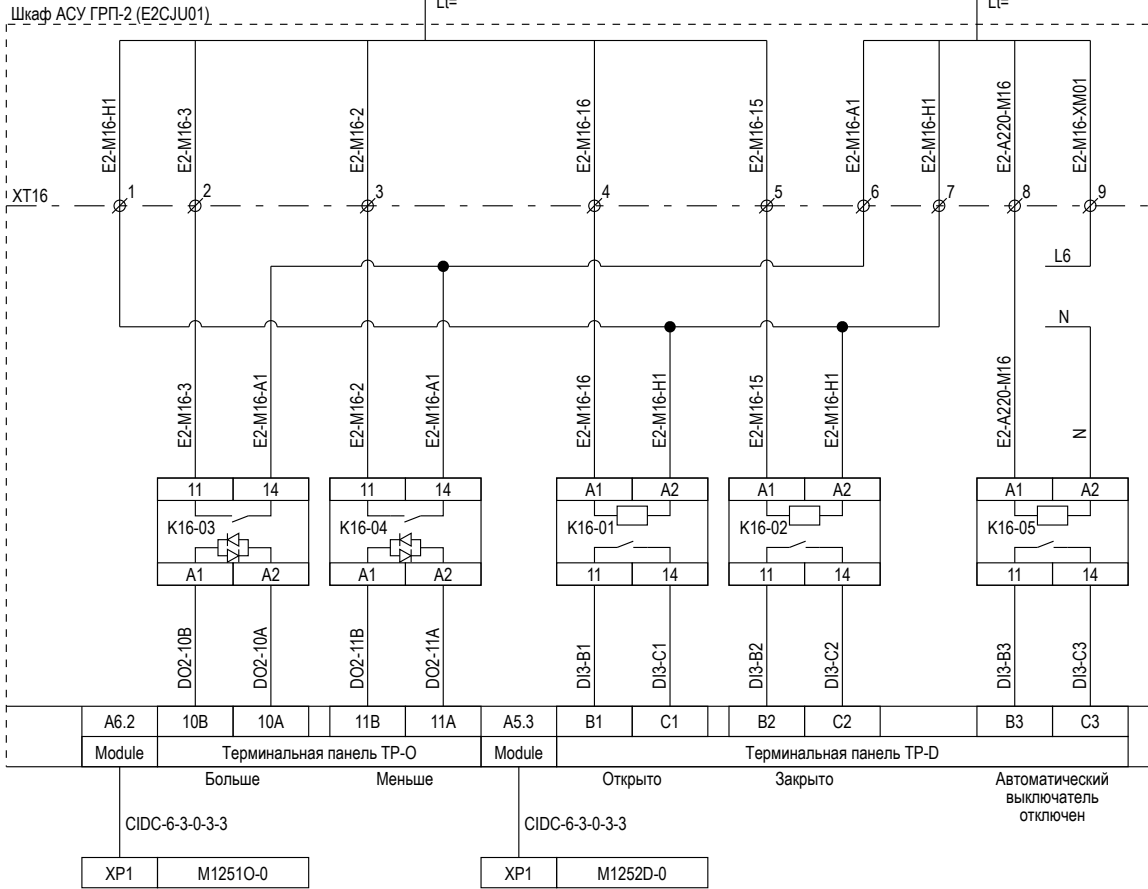 Lt=
Lt=
Шкаф АСУ ГРП-2 (E2CJU01)
E2-M16-H1
E2-M16-3
E2-M16-2
E2-M16-16
E2-M16-15
E2-M16-A1
E2-M16-H1
E2-A220-M16
E2-M16-XM01
XT16
1
2
3
4
5
6
7
8
9
L6
N
E2-M16-3
E2-M16-A1
E2-M16-2
E2-M16-A1
E2-M16-16
E2-M16-H1
E2-M16-15
E2-M16-H1
E2-A220-M16
N
11 14
11 14
A1 A2
A1 A2
A1 A2
K16-03
K16-04
K16-01
K16-02
K16-05
A1 A2
A1 A2
11 14
11 14
11 14
DO2-10B
DO2-10A
DO2-11B
DO2-11A
DI3-B1
DI3-C1
DI3-B2
DI3-C2
DI3-B3
DI3-C3
A6.2 10B 10A 11B 11A A5.3 B1 C1 B2 C2 B3 C3
Module Терминальная панель TP-O Module Терминальная панель TP-D
Больше
Меньше
Открыто
Закрыто
Автоматический
выключатель
отключен
CIDC-6-3-0-3-3
CIDC-6-3-0-3-3
XP1 M1251O-0
XP1 M1252D-0